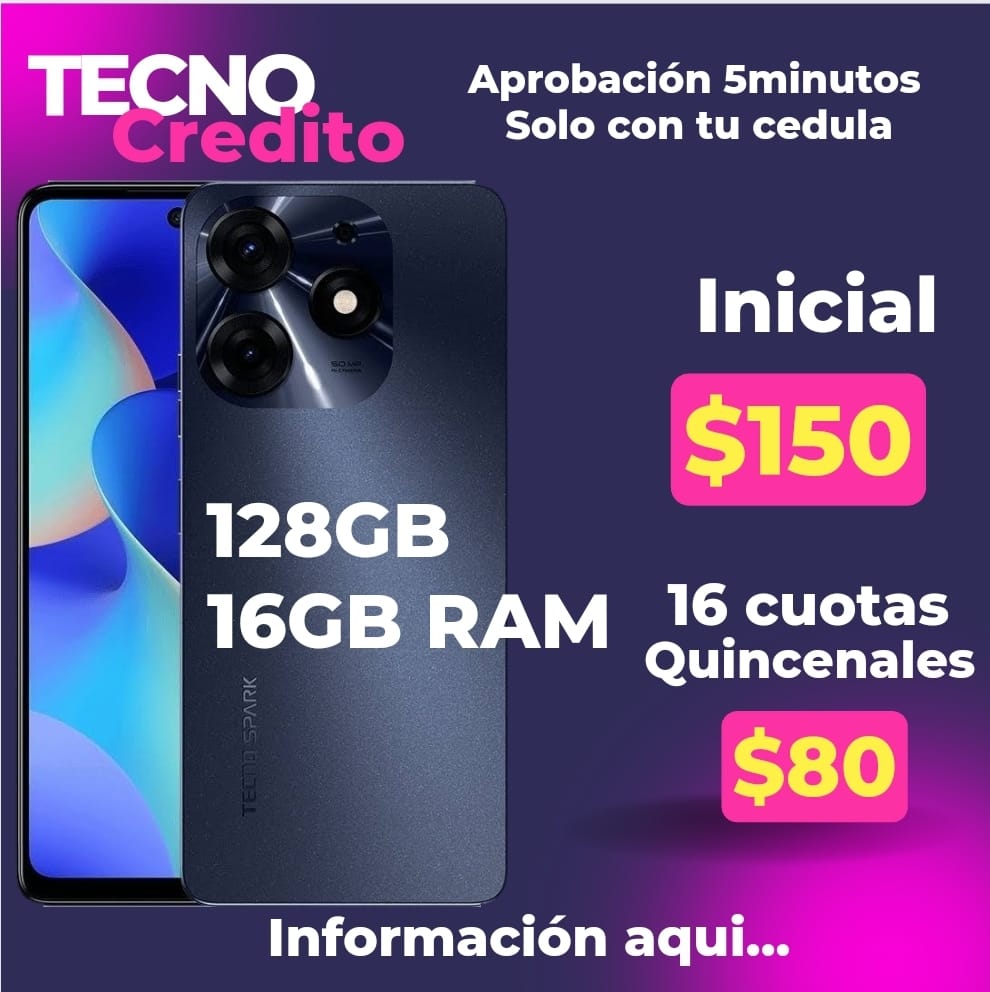 TECNO
Credito
Aprobación 5minutos
Solo con tu cedula
Inicial
$150
128GB
16GB RAM
16 cuotas
Quincenales
$80
50MP
TECNO SPARK
Información aqui...